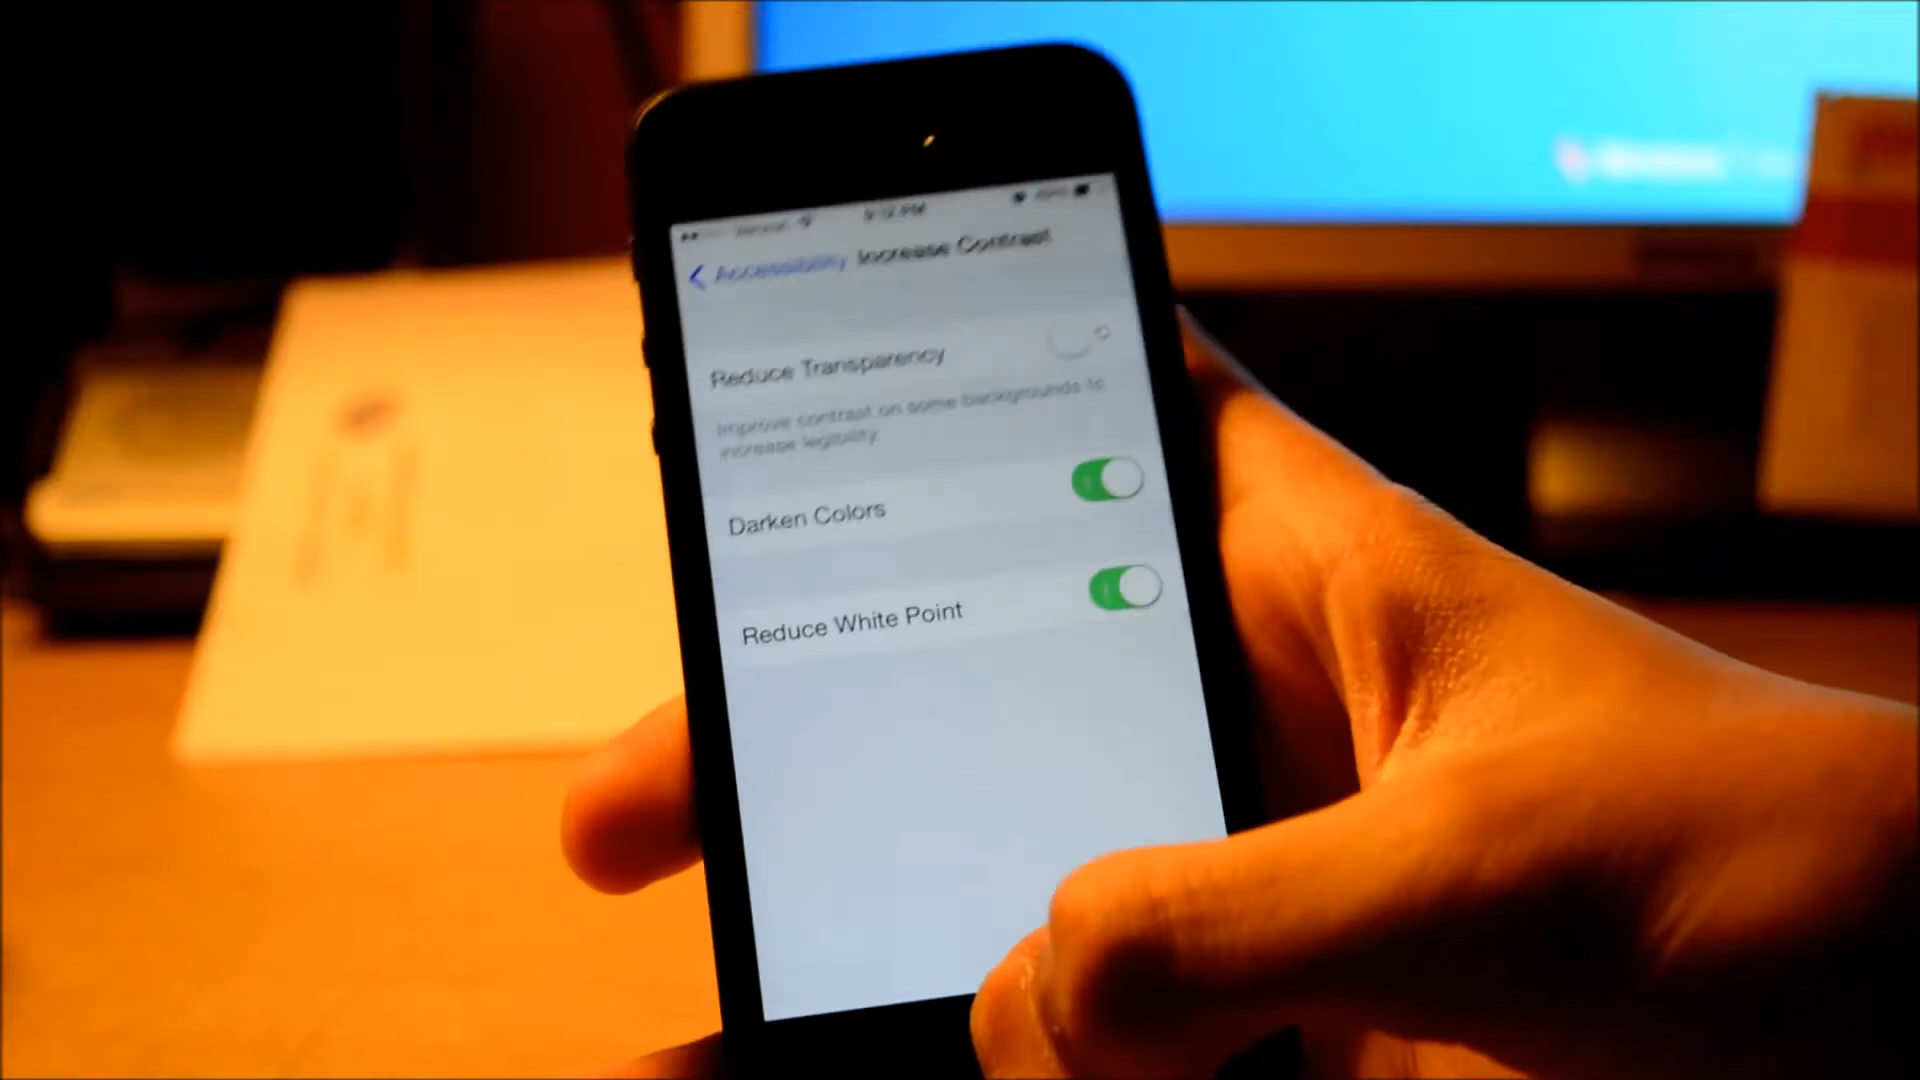 Accessibility Increase Contrast
Reduce Transparency
Improve contrast on some backgrounds to
increase legibility.
Darken Colors
Reduce White Point